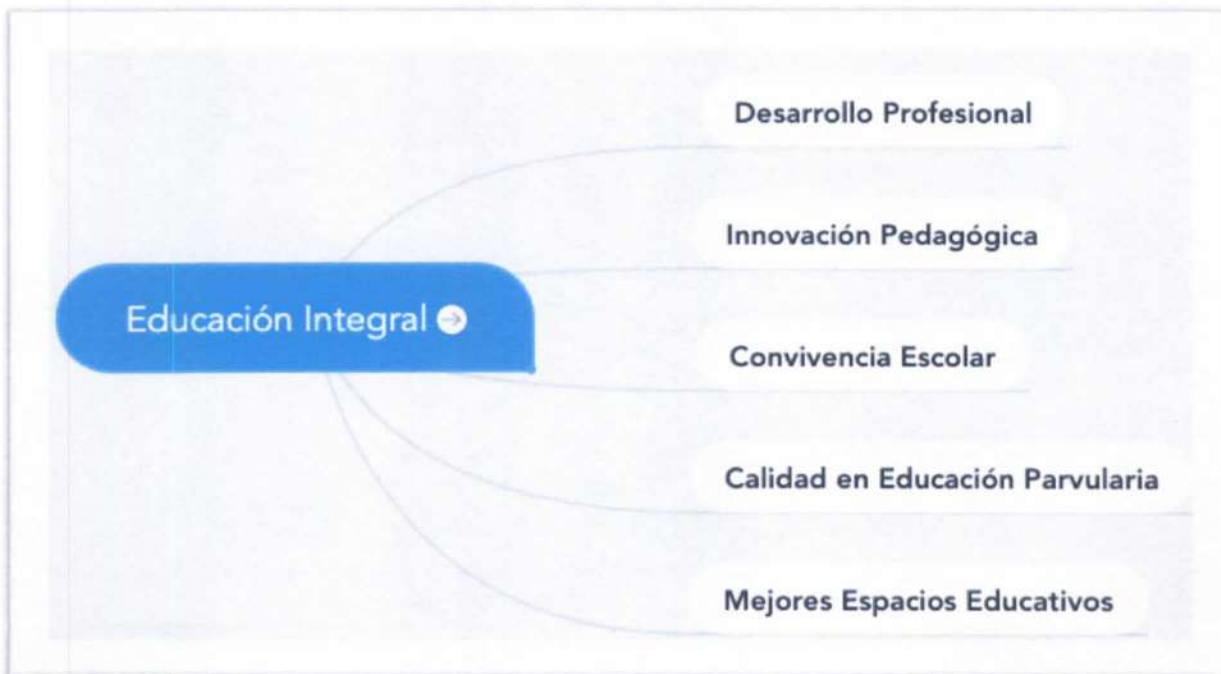 Desarrollo Profesional
Innovación Pedagógica
Educación Integral
Convivencia Escolar
Calidad en Educación Parvularia
Mejores Espacios Educativos